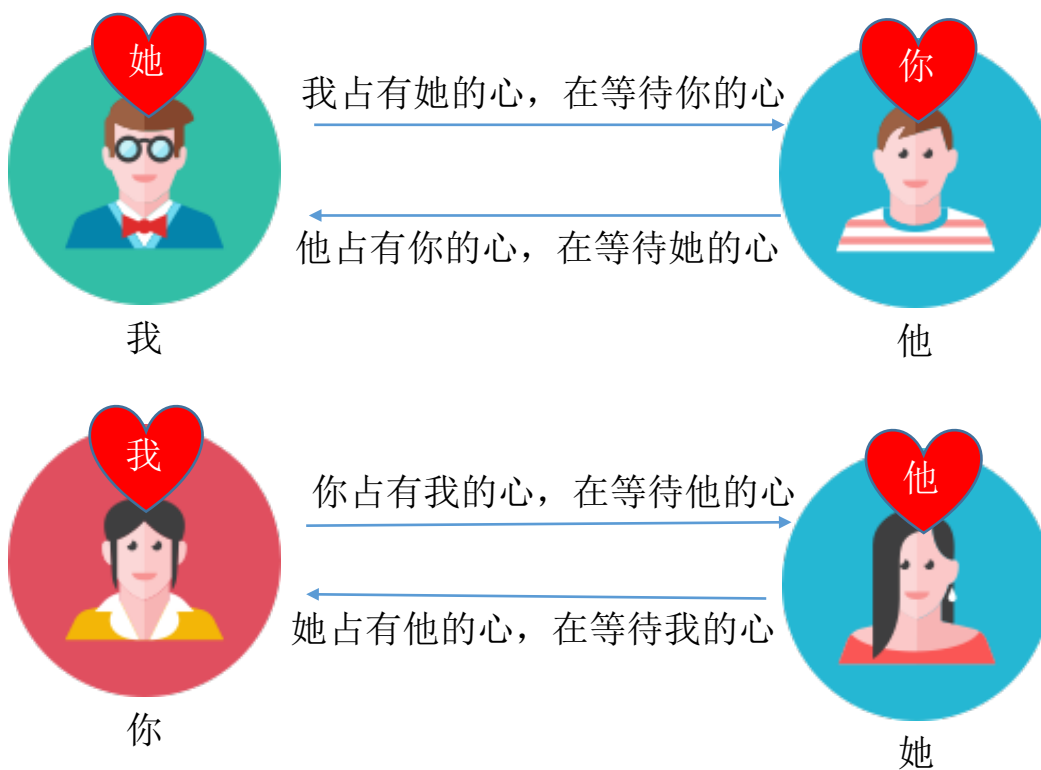 她
你
我占有她的心，在等待你的心
他占有你的心，在等待她的心
我
他
我
他
你占有我的心，在等待他的心
她占有他的心，在等待我的心
你
她